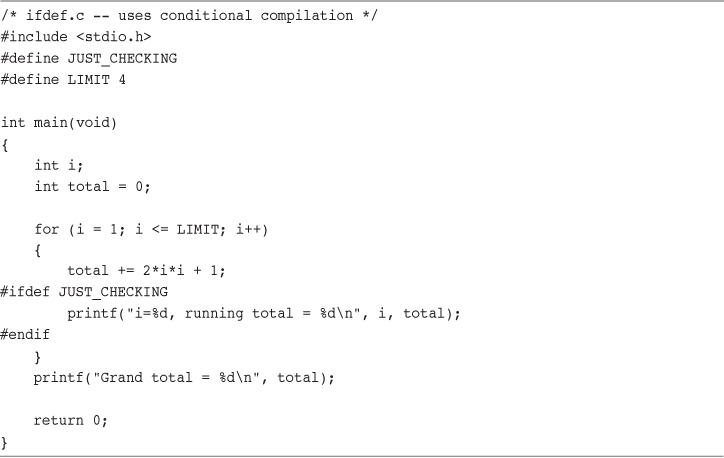 /* ifdef.c -- uses conditional compilation */
#include <stdio.h>
#define JUST_CHECKING
#define LIMIT 4

int main(void)
{
    int i;
    int total = 0;

    for (i = 1; i <= LIMIT; i++)
    {
        total += 2*i*i + 1;
#ifdef JUST_CHECKING
        printf("i=%d, running total = %d\n", i, total);
#endif
    }
    printf("Grand total = %d\n", total);

    return 0;
}